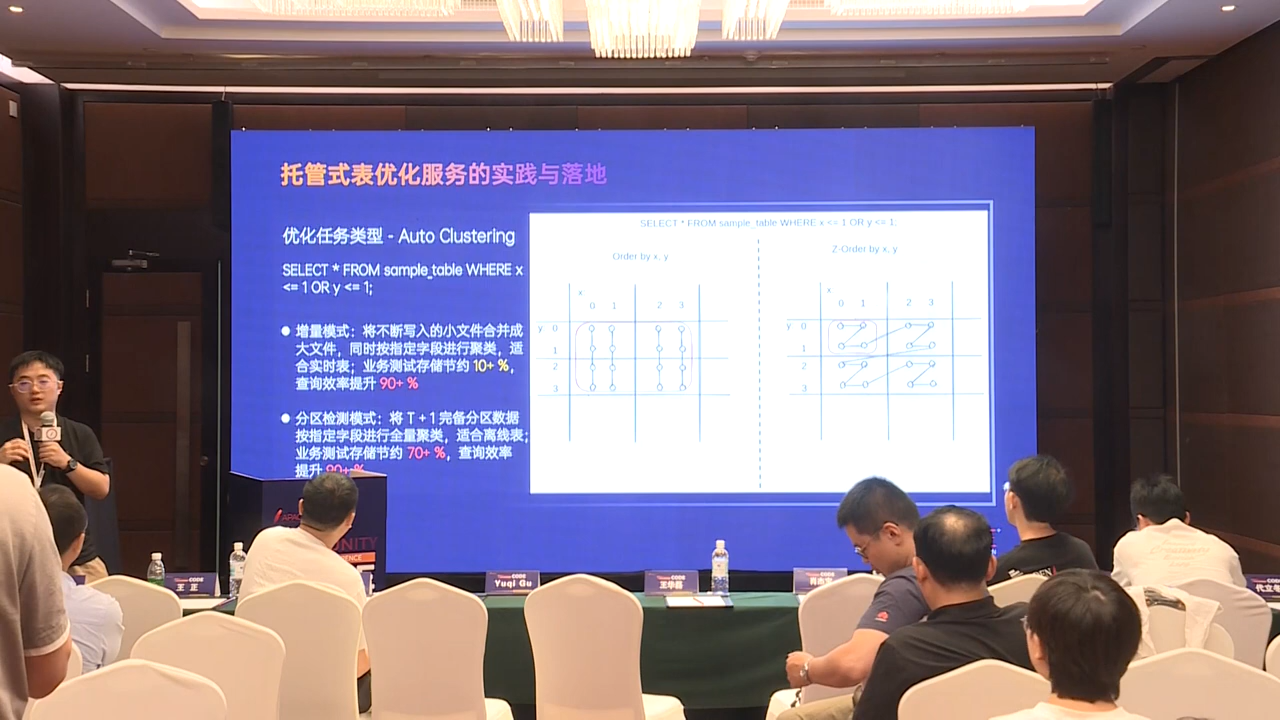 托管式表优化服务的实践与落地
优化任务类型 - Auto Clustering
SELECT * FROM sample_table WHERE x
<= 1 OR y <= 1;
增量模式：将不断写入的小文件合并成
大文件，同时按指定字段进行聚类，适
合实时表；业务测试存储节约 10+ %，
查询效率提升 90+ %
分区检测模式：将 T + 1 完备分区数据
按指定字段进行全量聚类，适合离线表；
业务测试存储节约 70+ %，查询效率
提升 90+ %
SELECT * FROM sample_table WHERE x <= 1 OR y <= 1;
Order by x, y
x
0 1 2 3
y 0
1
2
3
Z-Order by x, y
x
0 1 2 3
y 0
1
2
3
王 正
CODE
Yuqi Gu
CODE
王华磊
CODE